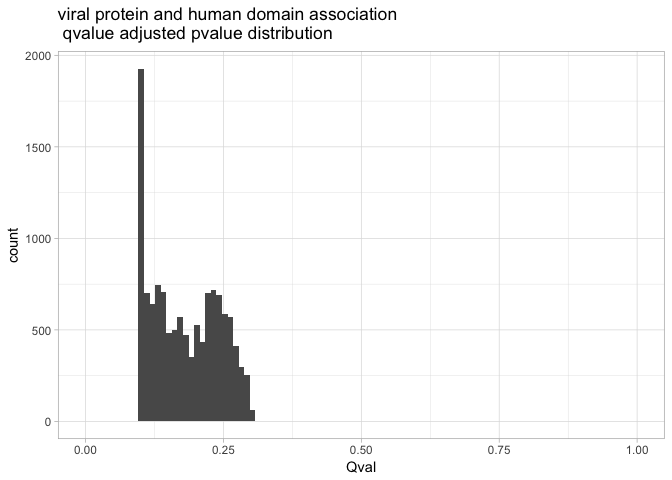 viral protein and human domain association
qvalue adjusted pvalue distribution
2000
1500
1000
500
0
count
0.00 0.25 0.50 0.75 1.00
Qval